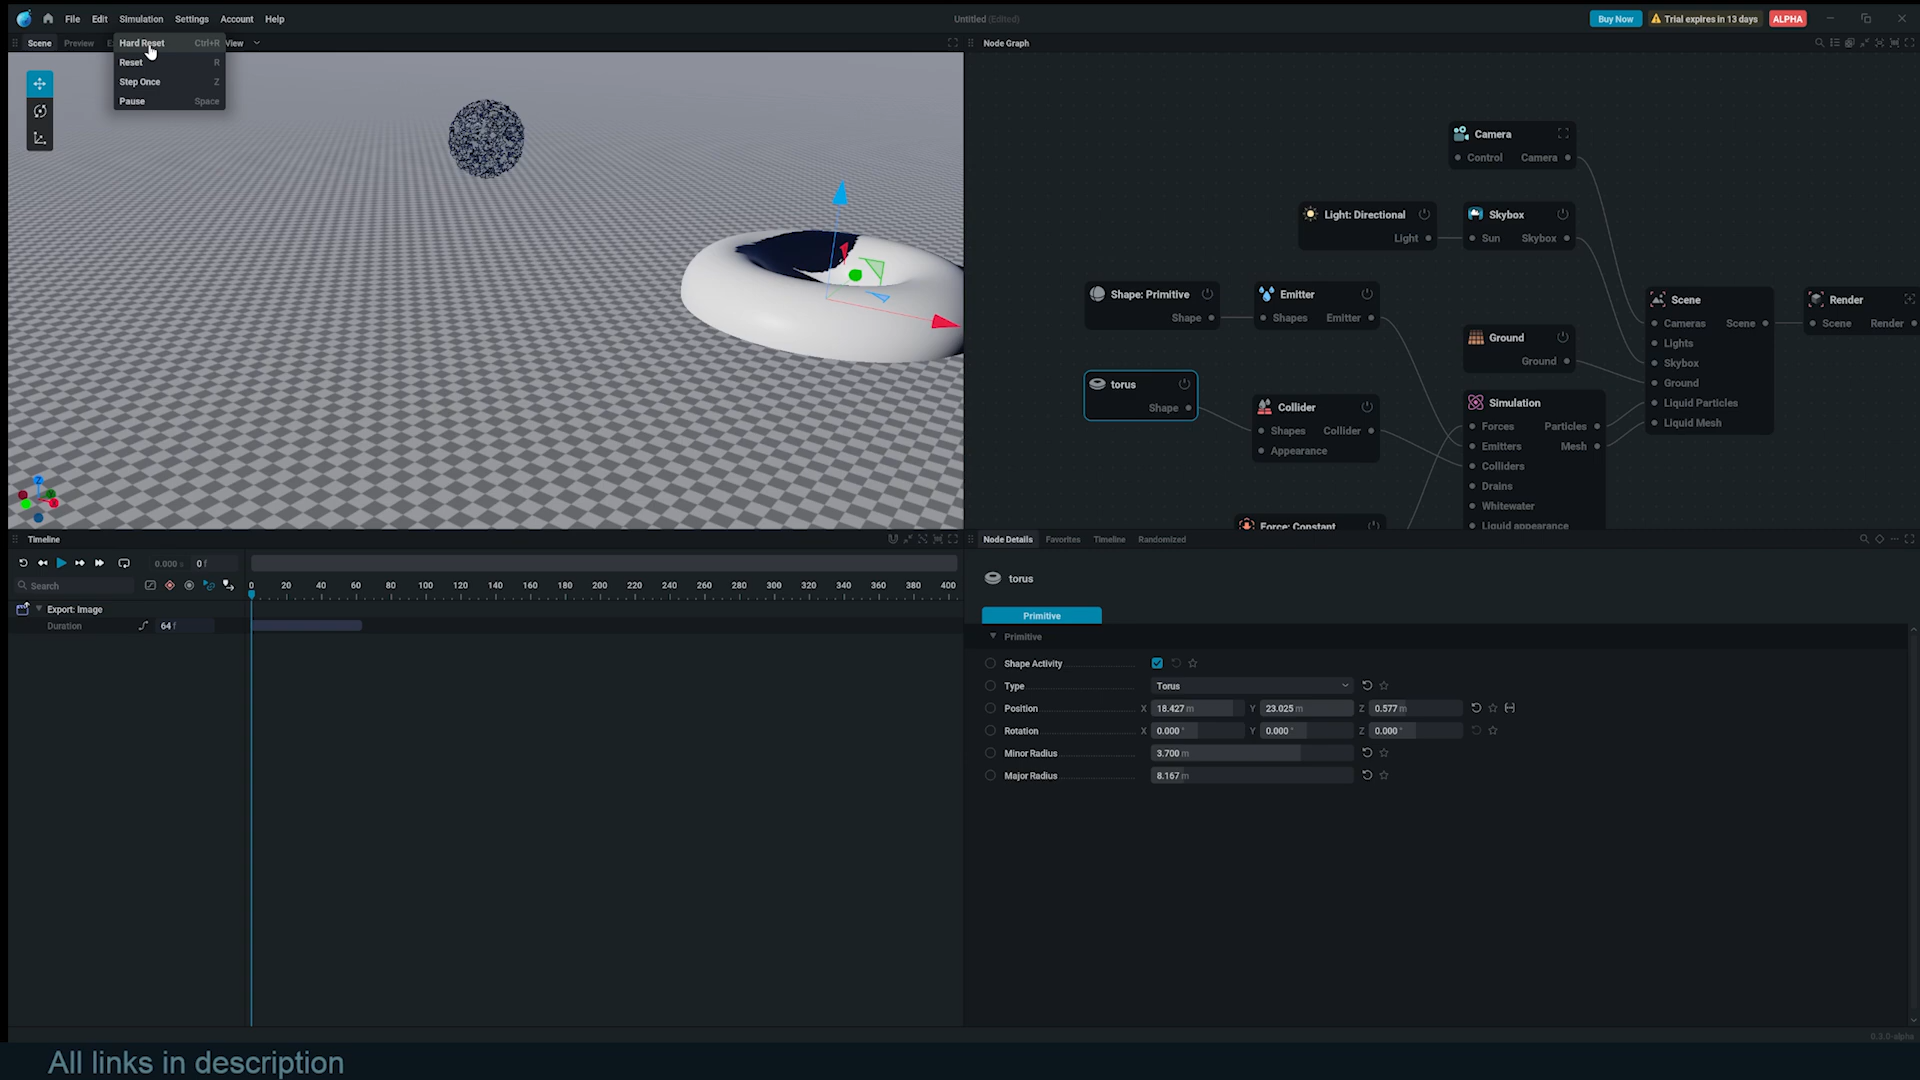 File Edit Simulation Settings Account Help
Untitled (Edited)
Buy Now Trial expires in 13 days ALPHA
Scene Preview E View
Hard Reset Ctrl+R
Reset R
Step Once Z
Pause Space
Node Graph
Camera
Control Camera
Light: Directional
Light
Skybox
Sun Skybox
Shape: Primitive
Shape
Emitter
Shapes Emitter
Ground
Ground
Scene
Cameras Scene
Lights
Skybox
Ground
Liquid Particles
Liquid Mesh
Render
Scene Render
torus
Shape
Collider
Shapes Collider
Appearance
Simulation
Forces Particles
Emitters Mesh
Colliders
Drains
Whitewater
Liquid appearance
Force: Constant
Timeline
0.000 s 0 f
Search
0 20 40 60 80 100 120 140 160 180 200 220 240 260 280 300 320 340 360 380 400
Export: Image
Duration 64 f
Node Details Favorites Timeline Randomized
torus
Primitive
Primitive
Shape Activity
Type Torus
Position X 18.427 m Y 23.025 m Z 0.577 m
Rotation X 0.000 ° Y 0.000 ° Z 0.000 °
Minor Radius 3.700 m
Major Radius 8.167 m
0.3.0-alpha
All links in description